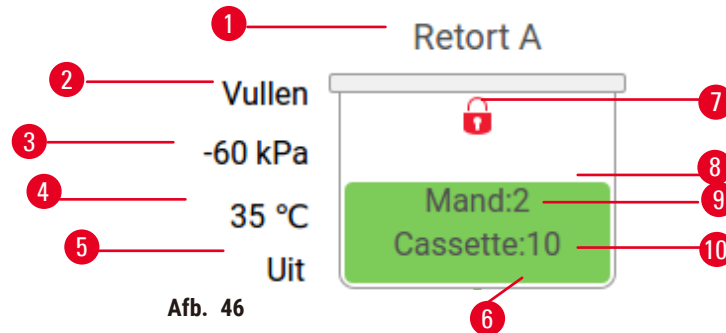 1
Retort A
2
Vullen
7
3
-60 kPa
8
4
35 °C
Mand:2
9
5
Uit
Cassette:10
10
Afb. 46
6